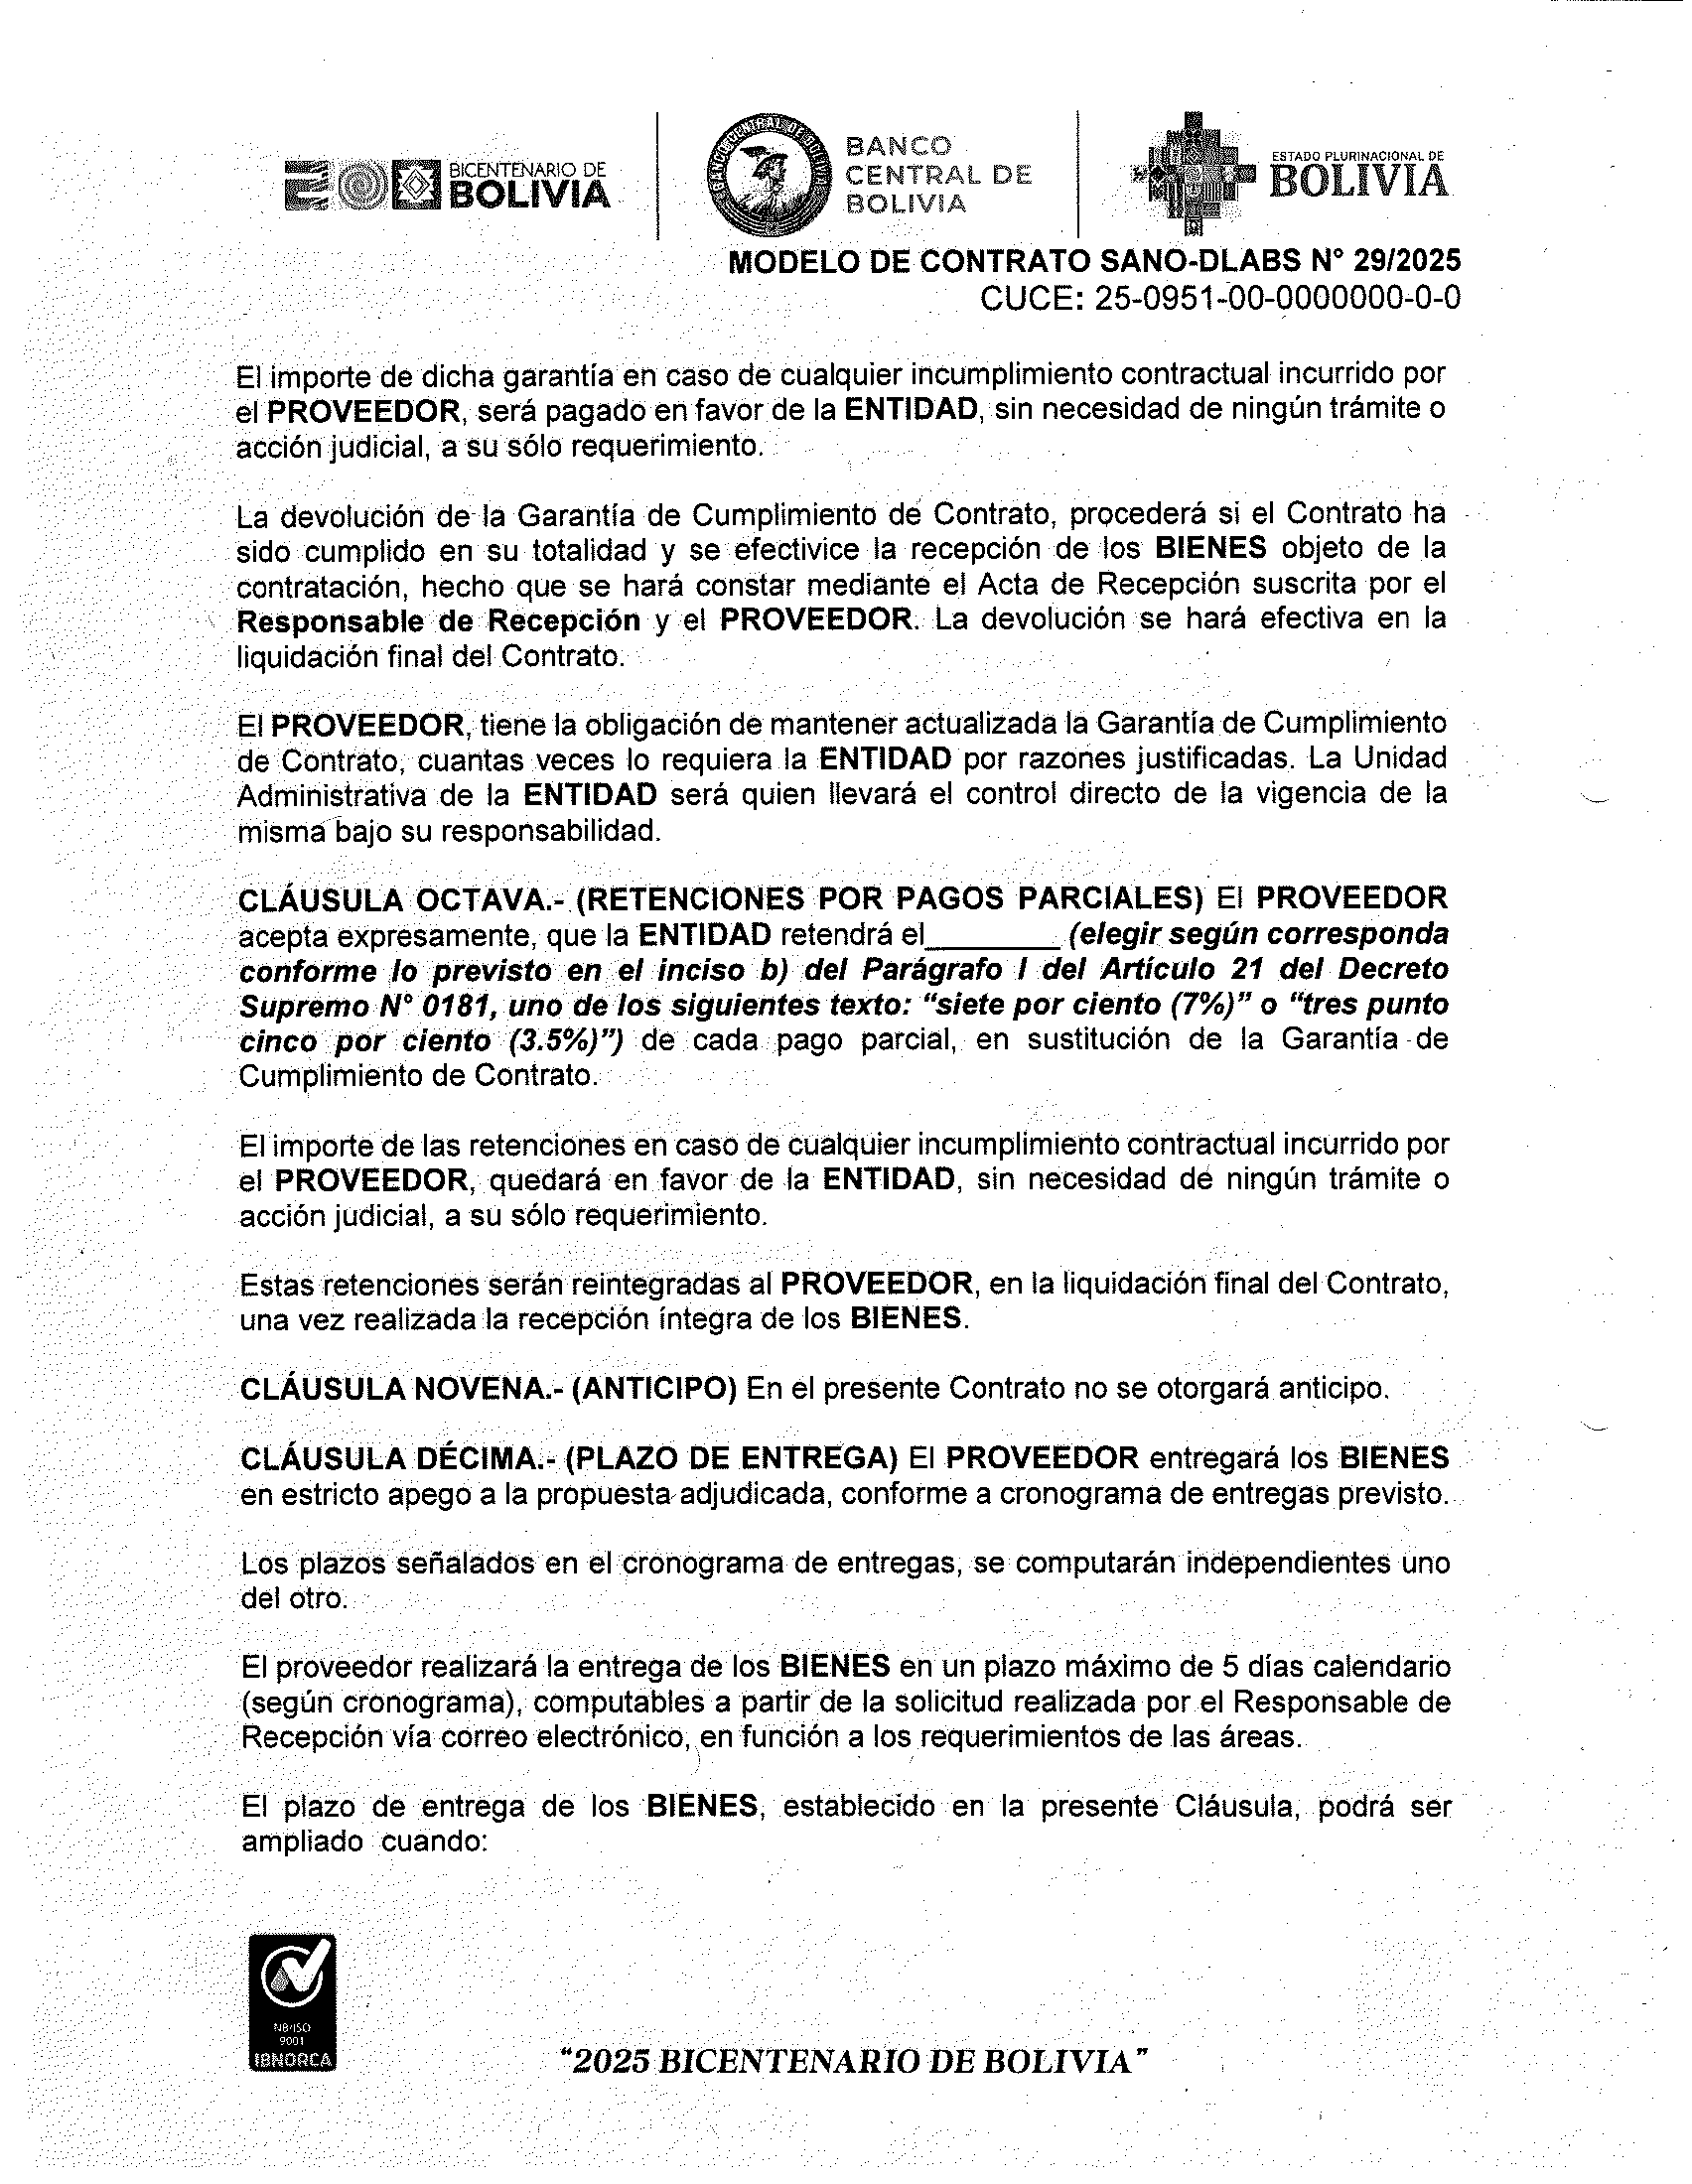 BICENTENARIO DE
BOLIVIA
BANCO CENTRAL DE BOLIVIA
BANCO
CENTRAL DE
BOLIVIA
ESTADO PLURINACIONAL DE
BOLIVIA
MODELO DE CONTRATO SANO-DLABS N° 29/2025
CUCE: 25-0951-00-0000000-0-0
El importe de dicha garantía en caso de cualquier incumplimiento contractual incurrido por
el PROVEEDOR, será pagado en favor de la ENTIDAD, sin necesidad de ningún trámite o
acción judicial, a su sólo requerimiento.
La devolución de la Garantía de Cumplimiento de Contrato, procederá si el Contrato ha
sido cumplido en su totalidad y se efectivice la recepción de los BIENES objeto de la
contratación, hecho que se hará constar mediante el Acta de Recepción suscrita por el
Responsable de Recepción y el PROVEEDOR. La devolución se hará efectiva en la
liquidación final del Contrato.
El PROVEEDOR, tiene la obligación de mantener actualizada la Garantía de Cumplimiento
de Contrato, cuantas veces lo requiera la ENTIDAD por razones justificadas. La Unidad
Administrativa de la ENTIDAD será quien llevará el control directo de la vigencia de la
misma bajo su responsabilidad.
CLÁUSULA OCTAVA.- (RETENCIONES POR PAGOS PARCIALES) El PROVEEDOR
acepta expresamente, que la ENTIDAD retendrá el________ (elegir según corresponda
conforme lo previsto en el inciso b) del Parágrafo I del Artículo 21 del Decreto
Supremo N° 0181, uno de los siguientes texto: “siete por ciento (7%)” o “tres punto
cinco por ciento (3.5%)”) de cada pago parcial, en sustitución de la Garantía de
Cumplimiento de Contrato.
El importe de las retenciones en caso de cualquier incumplimiento contractual incurrido por
el PROVEEDOR, quedará en favor de la ENTIDAD, sin necesidad de ningún trámite o
acción judicial, a su sólo requerimiento.
Estas retenciones serán reintegradas al PROVEEDOR, en la liquidación final del Contrato,
una vez realizada la recepción íntegra de los BIENES.
CLÁUSULA NOVENA.- (ANTICIPO) En el presente Contrato no se otorgará anticipo.
CLÁUSULA DÉCIMA.- (PLAZO DE ENTREGA) El PROVEEDOR entregará los BIENES
en estricto apego a la propuesta adjudicada, conforme a cronograma de entregas previsto.
Los plazos señalados en el cronograma de entregas, se computarán independientes uno
del otro.
El proveedor realizará la entrega de los BIENES en un plazo máximo de 5 días calendario
(según cronograma), computables a partir de la solicitud realizada por el Responsable de
Recepción vía correo electrónico, en función a los requerimientos de las áreas.
El plazo de entrega de los BIENES, establecido en la presente Cláusula, podrá ser
ampliado cuando:
NB/ISO
9001
IBNORCA
“2025 BICENTENARIO DE BOLIVIA”